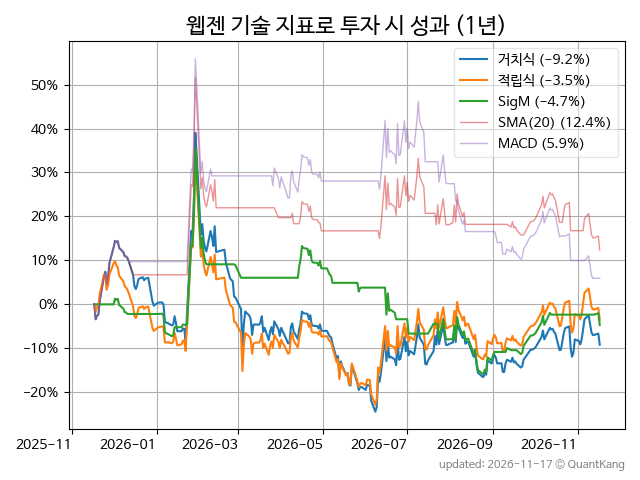 웹젠 기술 지표로 투자 시 성과 (1년)
거치식 (−9.2%)
적립식 (−3.5%)
SigM (−4.7%)
SMA(20) (12.4%)
MACD (5.9%)
50%
40%
30%
20%
10%
0%
−10%
−20%
2025−11 2026−01 2026−03 2026−05 2026−07 2026−09 2026−11
updated: 2026−11−17 ⓒ QuantKang